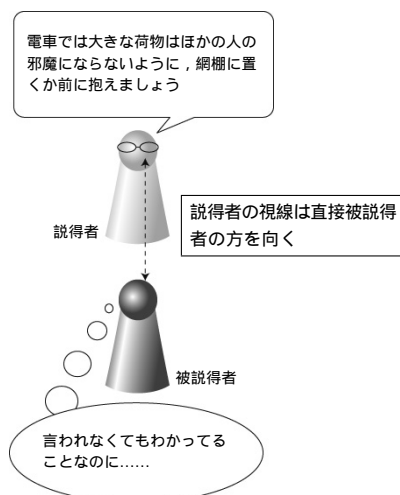 電車では大きな荷物はほかの人の
邪魔にならないように，網棚に置
くか前に抱えましょう
説得者
説得者の視線は直接被説得
者の方を向く
被説得者
言われなくてもわかってる
ことなのに……